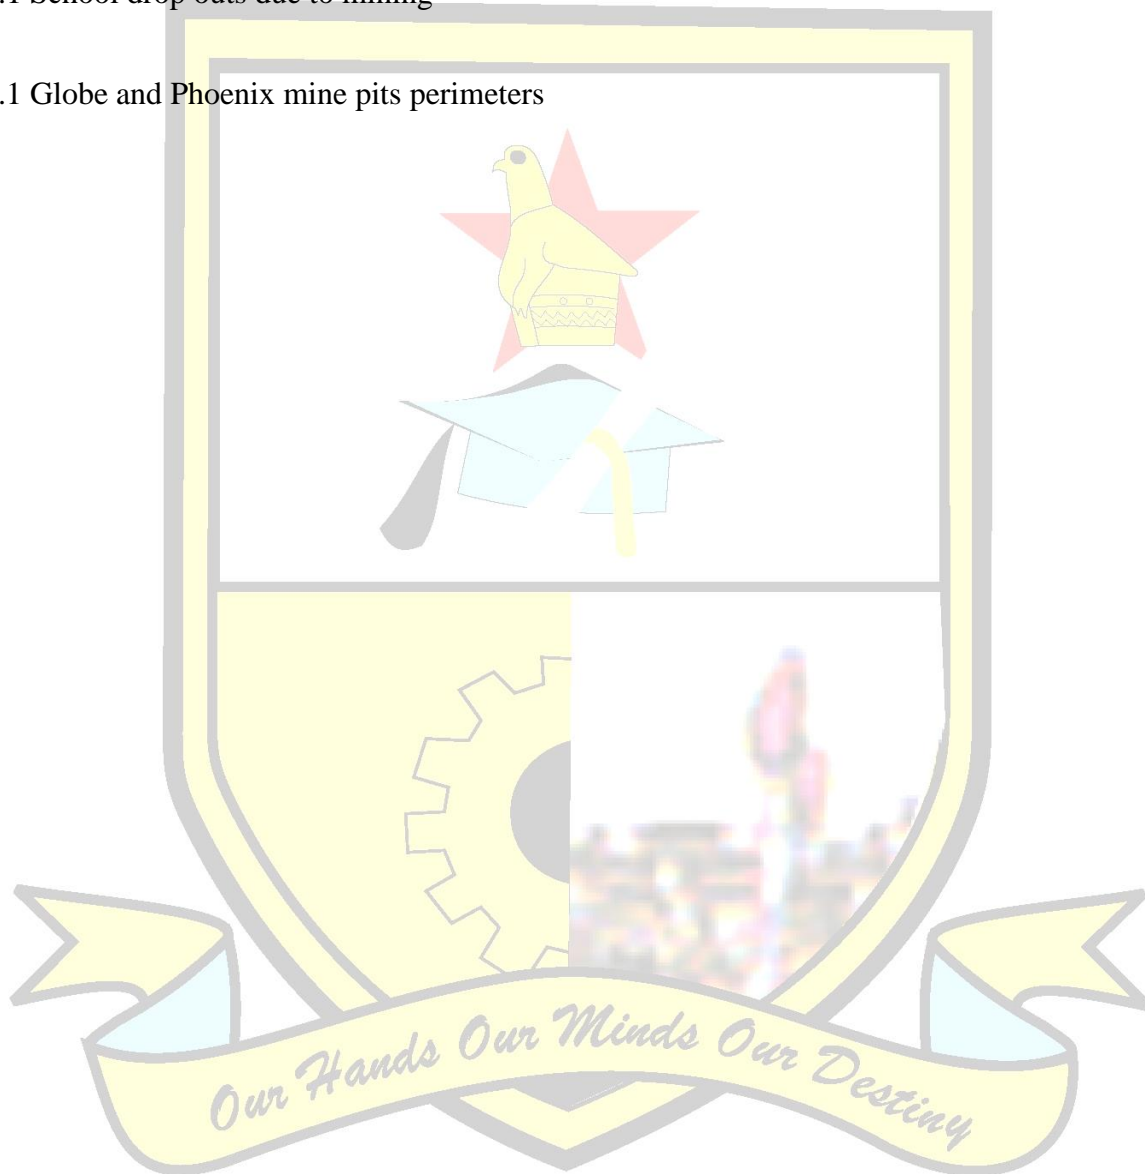 .1 School drop outs due to mining
.1 Globe and Phoenix mine pits perimeters
Our Hands Our Minds Our Destiny